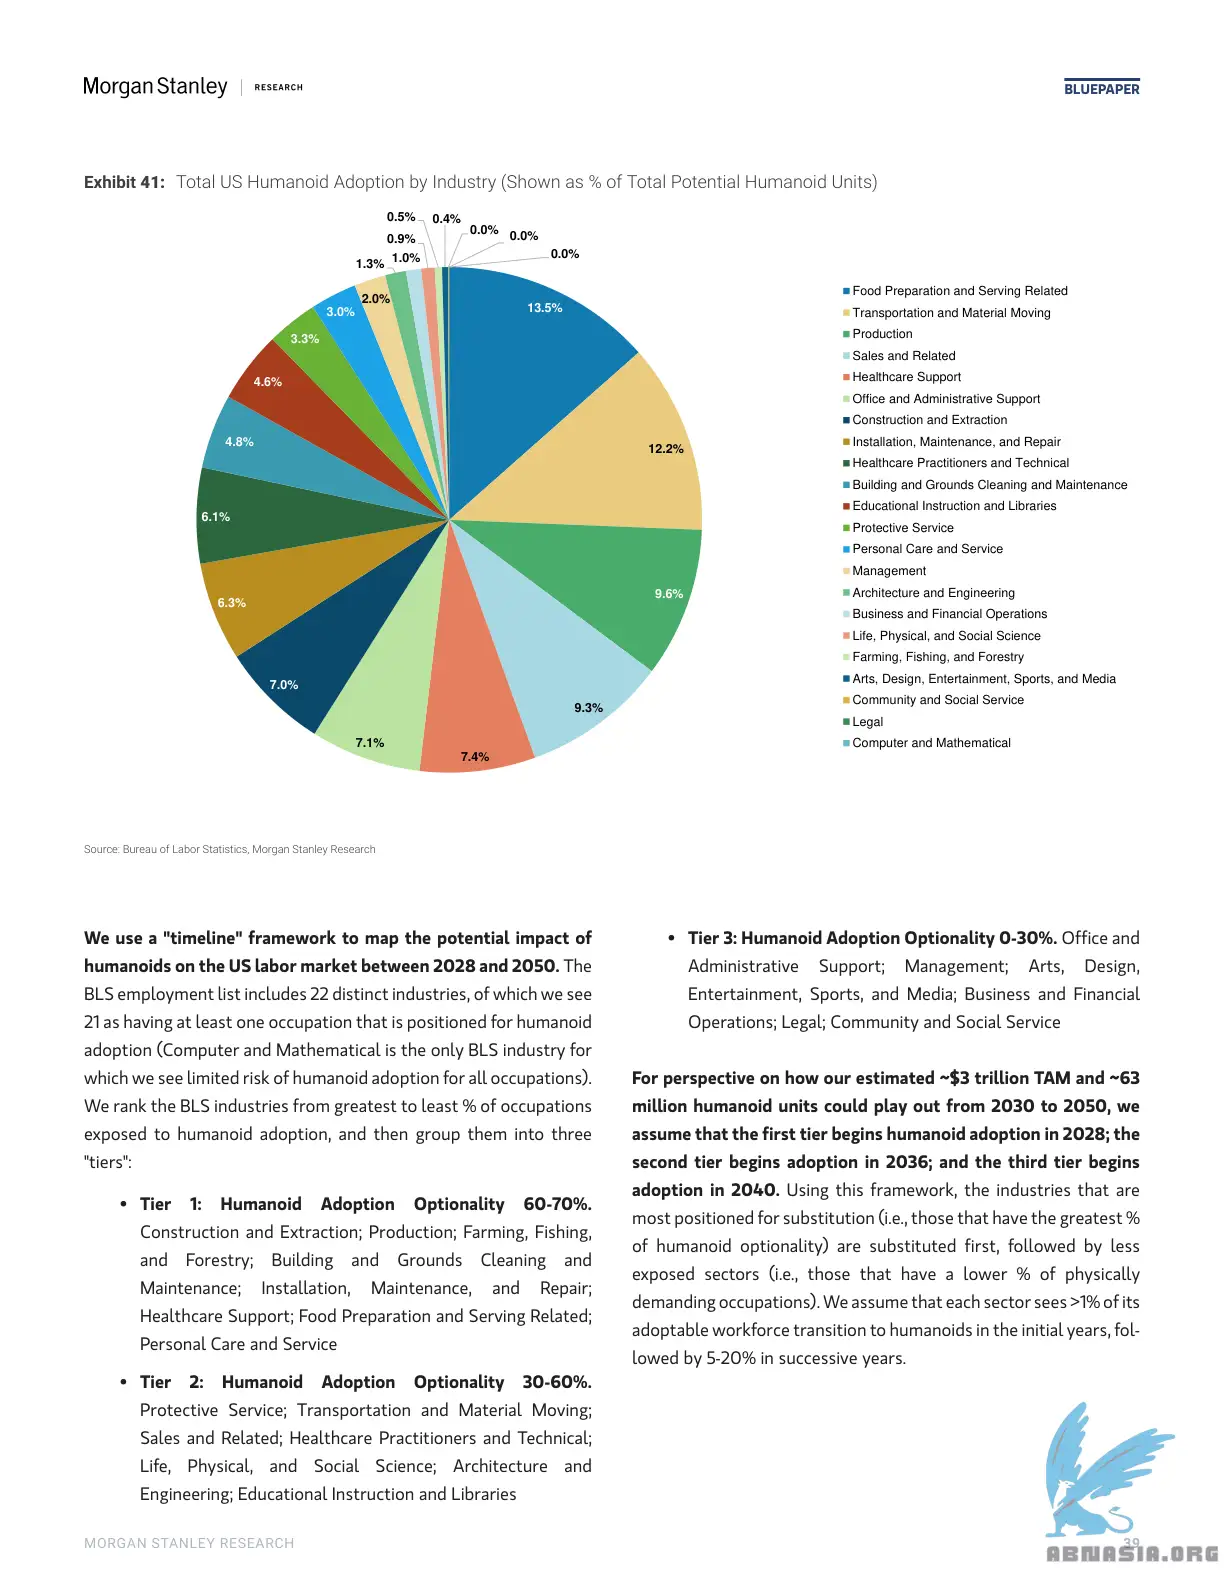 Morgan Stanley | RESEARCH
BLUEPAPER
Exhibit 41: Total US Humanoid Adoption by Industry (Shown as % of Total Potential Humanoid Units)
0.5%
0.4%
0.0%
0.0%
0.0%
0.9%
1.0%
1.3%
2.0%
3.0%
3.3%
4.6%
4.8%
6.1%
6.3%
7.0%
7.1%
7.4%
9.3%
9.6%
12.2%
13.5%
Food Preparation and Serving Related
Transportation and Material Moving
Production
Sales and Related
Healthcare Support
Office and Administrative Support
Construction and Extraction
Installation, Maintenance, and Repair
Healthcare Practitioners and Technical
Building and Grounds Cleaning and Maintenance
Educational Instruction and Libraries
Protective Service
Personal Care and Service
Management
Architecture and Engineering
Business and Financial Operations
Life, Physical, and Social Science
Farming, Fishing, and Forestry
Arts, Design, Entertainment, Sports, and Media
Community and Social Service
Legal
Computer and Mathematical
Source: Bureau of Labor Statistics, Morgan Stanley Research
We use a "timeline" framework to map the potential impact of
humanoids on the US labor market between 2028 and 2050. The
BLS employment list includes 22 distinct industries, of which we see
21 as having at least one occupation that is positioned for humanoid
adoption (Computer and Mathematical is the only BLS industry for
which we see limited risk of humanoid adoption for all occupations).
We rank the BLS industries from greatest to least % of occupations
exposed to humanoid adoption, and then group them into three
"tiers":
• Tier 1: Humanoid Adoption Optionality 60-70%.
Construction and Extraction; Production; Farming, Fishing,
and Forestry; Building and Grounds Cleaning and
Maintenance; Installation, Maintenance, and Repair;
Healthcare Support; Food Preparation and Serving Related;
Personal Care and Service
• Tier 2: Humanoid Adoption Optionality 30-60%.
Protective Service; Transportation and Material Moving;
Sales and Related; Healthcare Practitioners and Technical;
Life, Physical, and Social Science; Architecture and
Engineering; Educational Instruction and Libraries
• Tier 3: Humanoid Adoption Optionality 0-30%. Office and
Administrative Support; Management; Arts, Design,
Entertainment, Sports, and Media; Business and Financial
Operations; Legal; Community and Social Service
For perspective on how our estimated ~$3 trillion TAM and ~63
million humanoid units could play out from 2030 to 2050, we
assume that the first tier begins humanoid adoption in 2028; the
second tier begins adoption in 2036; and the third tier begins
adoption in 2040. Using this framework, the industries that are
most positioned for substitution (i.e., those that have the greatest %
of humanoid optionality) are substituted first, followed by less
exposed sectors (i.e., those that have a lower % of physically
demanding occupations). We assume that each sector sees >1% of its
adoptable workforce transition to humanoids in the initial years, fol-
lowed by 5-20% in successive years.
MORGAN STANLEY RESEARCH
39
ABNASIA.ORG